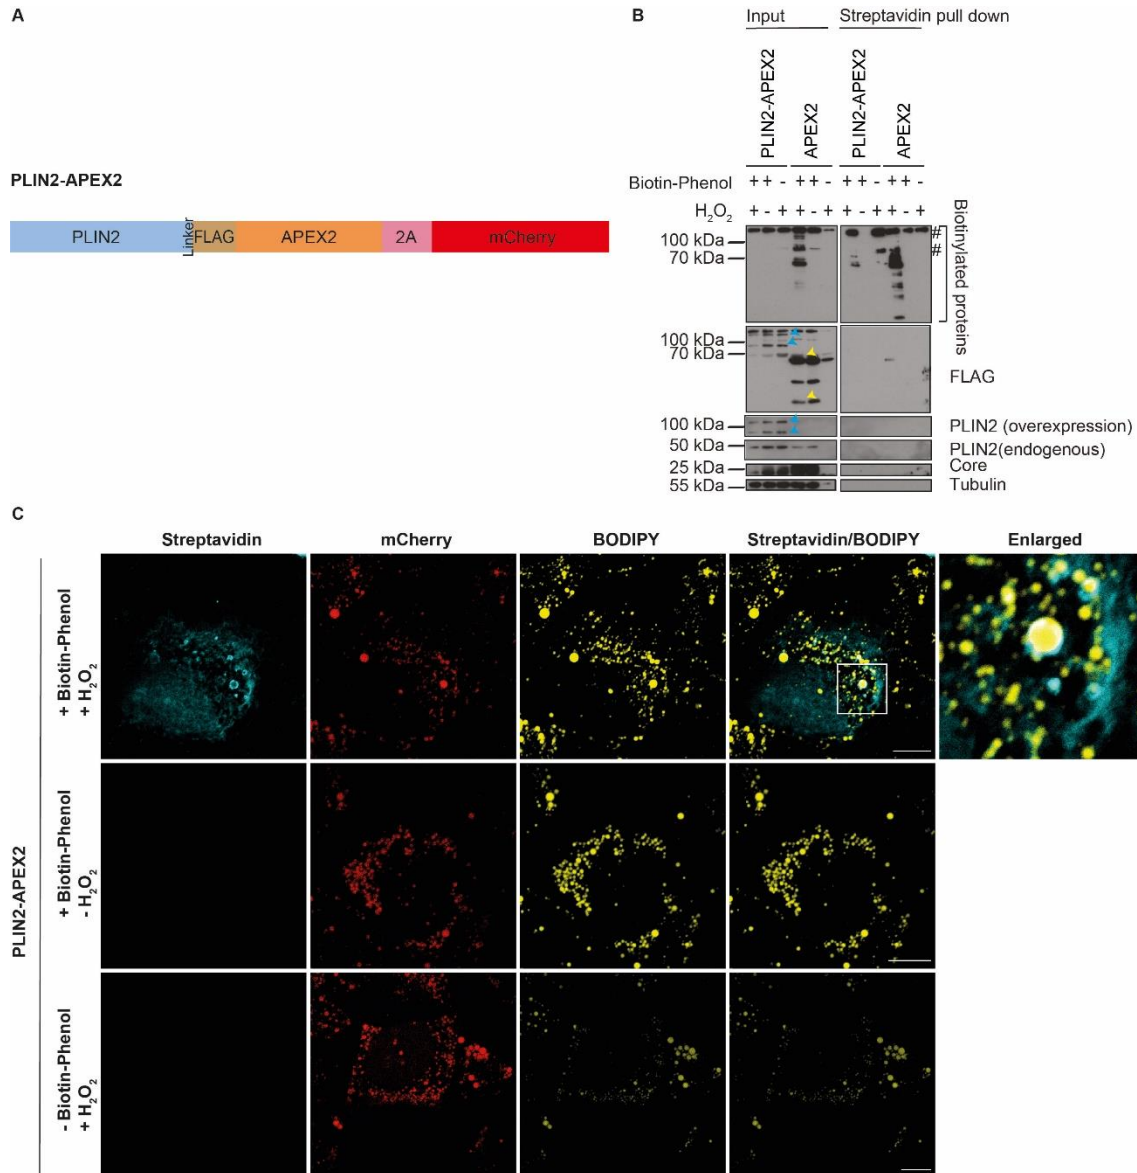 A
PLIN2-APEX2
PLIN2
Linker
FLAG
APEX2
2A
mCherry
B
Input
Streptavidin pull down
PLIN2-APEX2
APEX2
PLIN2-APEX2
APEX2
Biotin-Phenol
+ + - + + - + + - + + -
H₂O₂
+ - + + - + + - + + - +
100 kDa
70 kDa
#
#
Biotinylated proteins
100 kDa
70 kDa
FLAG
100 kDa
PLIN2 (overexpression)
50 kDa
PLIN2(endogenous)
25 kDa
Core
55 kDa
Tubulin
C
Streptavidin
mCherry
BODIPY
Streptavidin/BODIPY
Enlarged
PLIN2-APEX2
+ Biotin-Phenol
+ H₂O₂
+ Biotin-Phenol
- H₂O₂
- Biotin-Phenol
+ H₂O₂